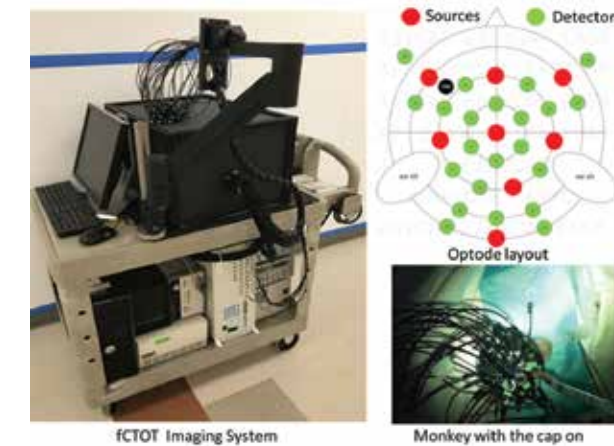 Sources
Detector
Optode layout
fCTOT Imaging System
Monkey with the cap on